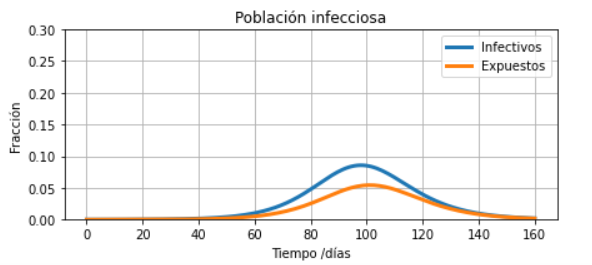 Población infecciosa
Infectivos
Expuestos
Fracción
0.30
0.25
0.20
0.15
0.10
0.05
0.00
0 20 40 60 80 100 120 140 160
Tiempo /días